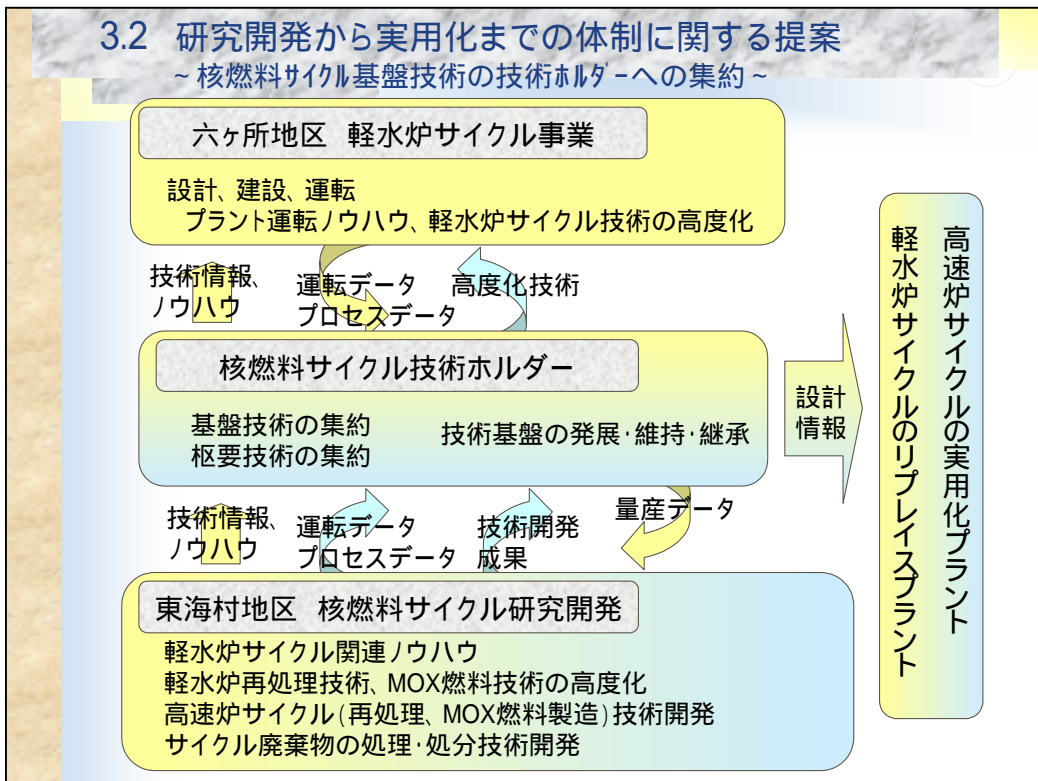 3.2 研究開発から実用化までの体制に関する提案
~ 核燃料ｻｲｸﾙ基盤技術の技術ﾎﾙﾀﾞｰへの集約 ~
六ヶ所地区 軽水炉サイクル事業
設計、建設、運転
プラント運転ノウハウ、軽水炉サイクル技術の高度化
技術情報、
ノウハウ
運転データ
プロセスデータ
高度化技術
核燃料サイクル技術ホルダー
基盤技術の集約
枢要技術の集約
技術基盤の発展･維持･継承
設計
情報
技術情報、
ノウハウ
運転データ
プロセスデータ
技術開発
成果
量産データ
東海村地区 核燃料サイクル研究開発
軽水炉サイクル関連ノウハウ
軽水炉再処理技術、MOX燃料技術の高度化
高速炉サイクル(再処理、MOX燃料製造)技術開発
サイクル廃棄物の処理･処分技術開発
高速炉サイクルの実用化プラント
軽水炉サイクルのリプレイスプラント